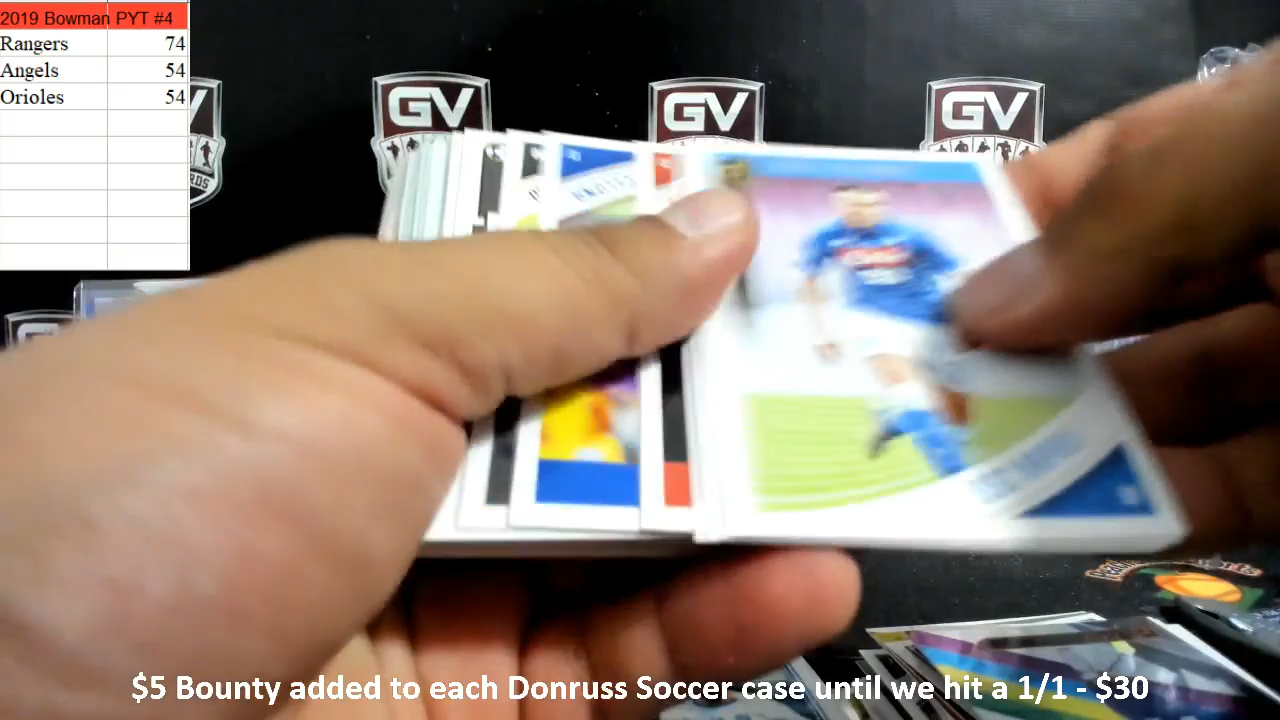 2019 Bowman PYT #4
Rangers 74
Angels 54
Orioles 54
GV
GV
GV
$5 Bounty added to each Donruss Soccer case until we hit a 1/1 - $30